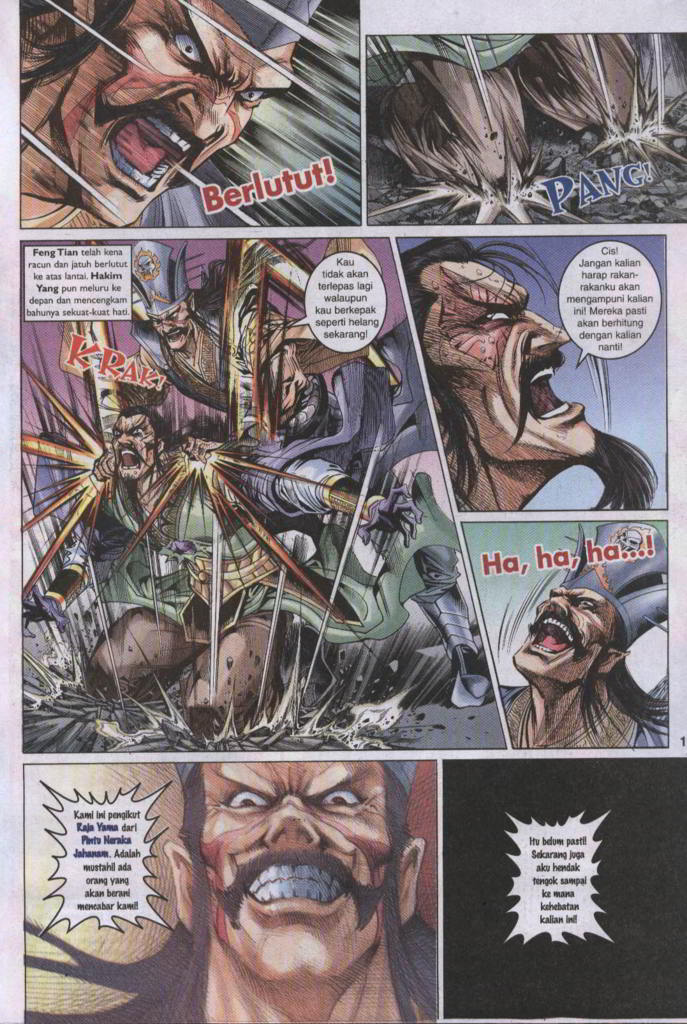 Berlutut!
PANG!
Feng Tian telah kena
racun dan jatuh berlutut
ke atas lantai. Hakim
Yang pun meluru ke
depan dan mencengkam
bahunya sekuat-kuat hati.
KRAK!
Kau
tidak akan
terlepas lagi
walaupun
kau berkepak
seperti helang
sekarang!
Cis!
Jangan kalian
harap rakan-
rakanku akan
mengampuni kalian
ini! Mereka pasti
akan berhitung
dengan kalian
nanti!
Ha, ha, ha...!
1
Kami ini pengikut
Raja Yama dari
Pintu Neraka
Jahanam. Adalah
mustahil ada
orang yang
akan berani
mencabar kami!
Itu belum pasti!
Sekarang juga
aku hendak
tengok sampai
ke mana
kehebatan
kalian ini!